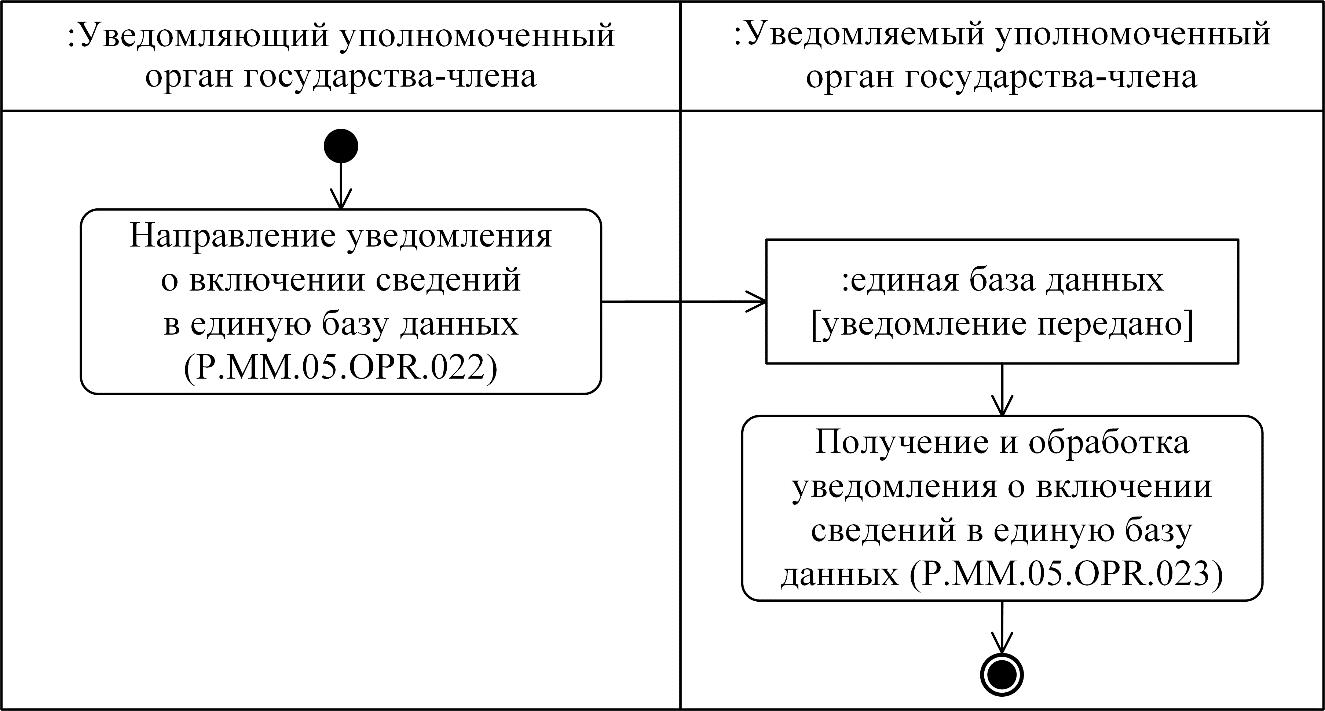 :Уведомляющий уполномоченный
орган государства-члена
:Уведомляемый уполномоченный
орган государства-члена
Направление уведомления
о включении сведений
в единую базу данных
(P.MM.05.OPR.022)
:единая база данных
[уведомление передано]
Получение и обработка
уведомления о включении
сведений в единую базу
данных (P.MM.05.OPR.023)